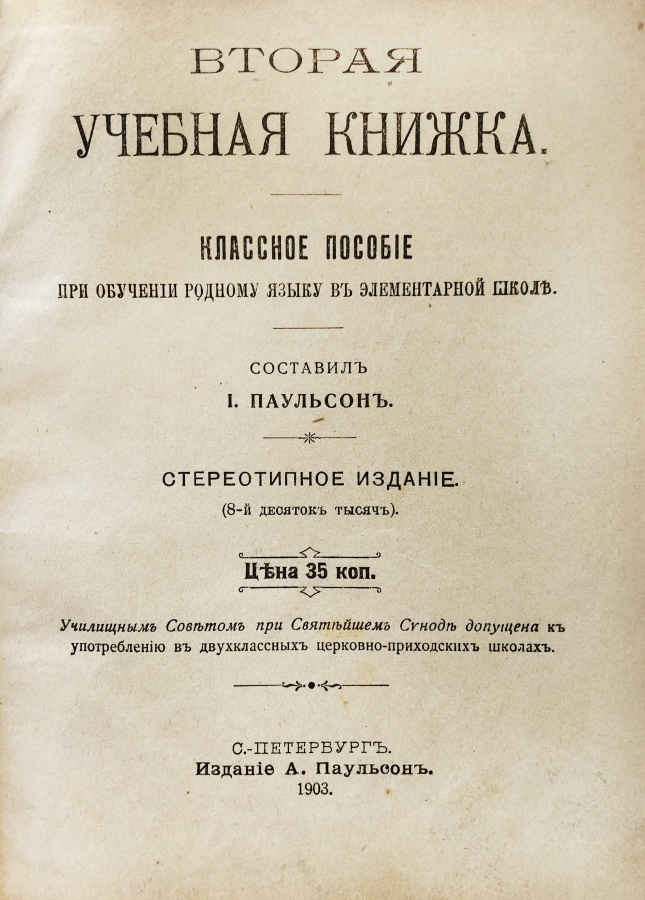 ВТОРАЯ
УЧЕБНАЯ КНИЖКА.
КЛАССНОЕ ПОСОБІЕ
ПРИ ОБУЧЕНІИ РОДНОМУ ЯЗЫКУ ВЪ ЭЛЕМЕНТАРНОЙ ШКОЛѢ.
СОСТАВИЛЪ
І. ПАУЛЬСОНЪ.
СТЕРЕОТИПНОЕ ИЗДАНІЕ.
(8-й десятокъ тысячъ).
Цѣна 35 коп.
Училищнымъ Совѣтомъ при Святѣйшемъ Сѵнодѣ допущена къ
употребленію въ двухклассныхъ церковно-приходскихъ школахъ.
С.-ПЕТЕРБУРГЪ.
Изданіе А. Паульсонъ.
1903.